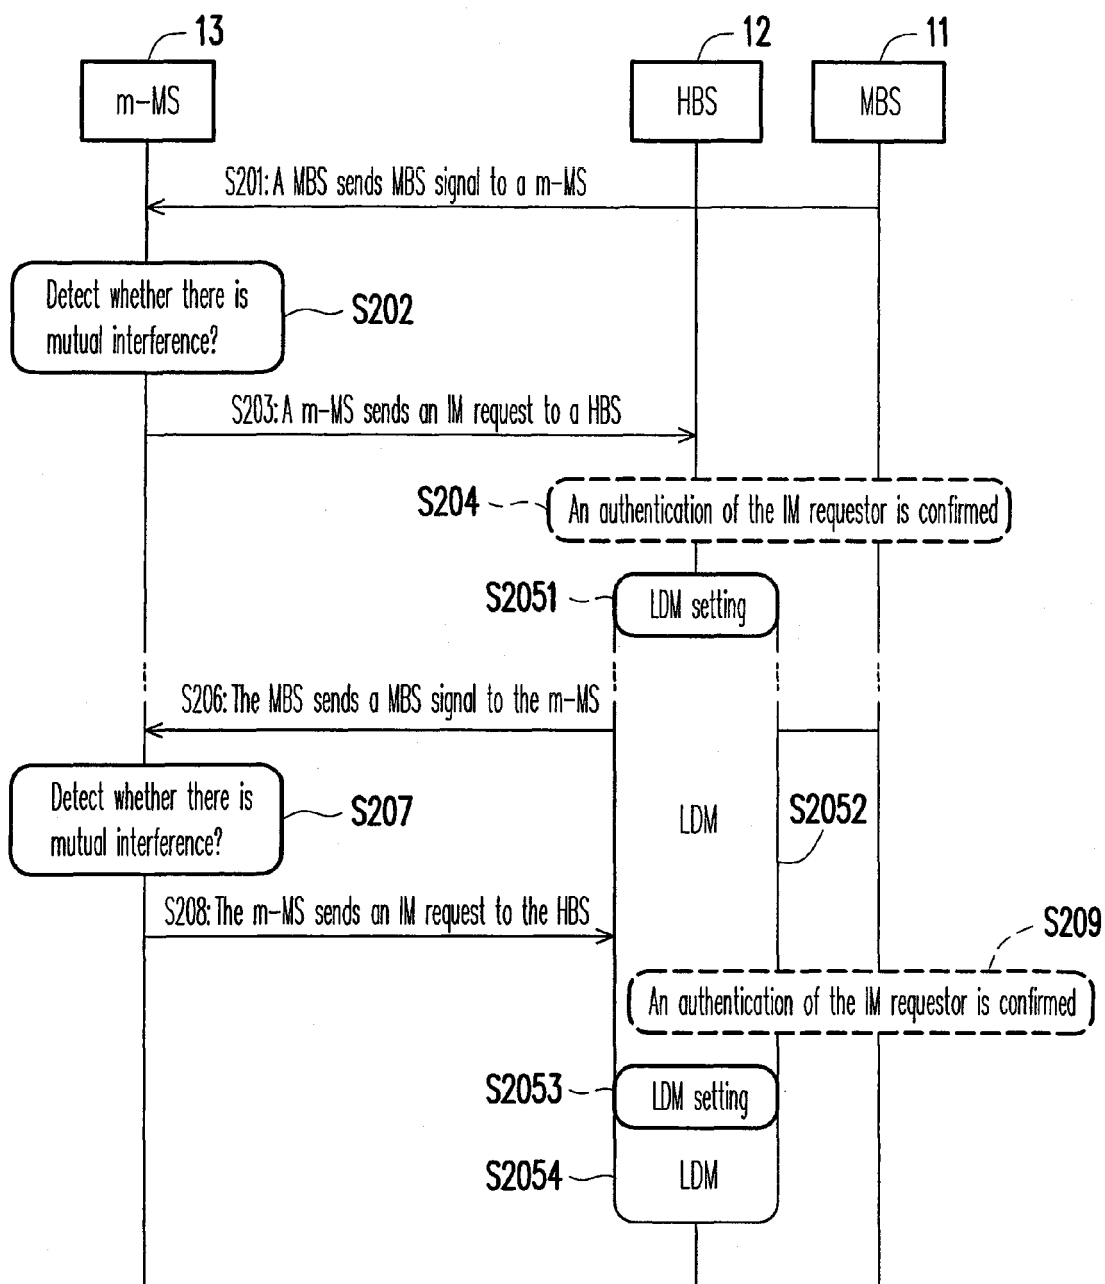 13
12
11
m-MS
HBS
MBS
S201: A MBS sends MBS signal to a m-MS
Detect whether there is
mutual interference?
S202
S203: A m-MS sends an IM request to a HBS
S204
An authentication of the IM requestor is confirmed
S2051
LDM setting
S206: The MBS sends a MBS signal to the m-MS
Detect whether there is
mutual interference?
S207
LDM
S2052
S208: The m-MS sends an IM request to the HBS
S209
An authentication of the IM requestor is confirmed
S2053
LDM setting
S2054
LDM